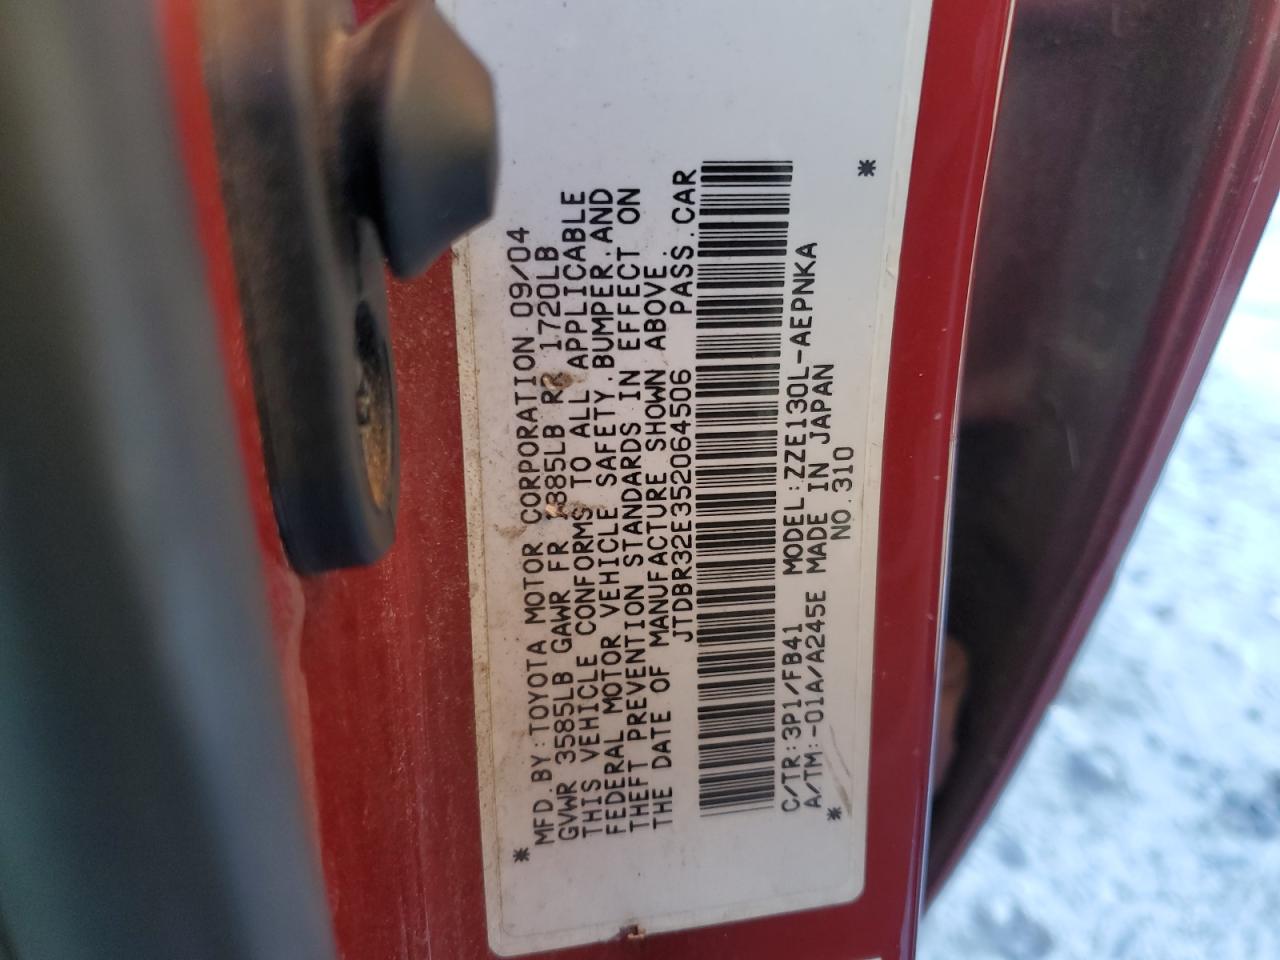 * MFD.BY:TOYOTA MOTOR CORPORATION 09/04
GVWR 3585LB GAWR FR 1885LB RR 1720LB
THIS VEHICLE CONFORMS TO ALL APPLICABLE
FEDERAL MOTOR VEHICLE SAFETY.BUMPER.AND
THEFT PREVENTION STANDARDS IN EFFECT ON
THE DATE OF MANUFACTURE SHOWN ABOVE.
JTDBR32E352064506 PASS.CAR
C/TR:3P1/FB41 MODEL:ZZE130L-AEPNKA
A/TM:-01A/A245E MADE IN JAPAN
* NO.310 *